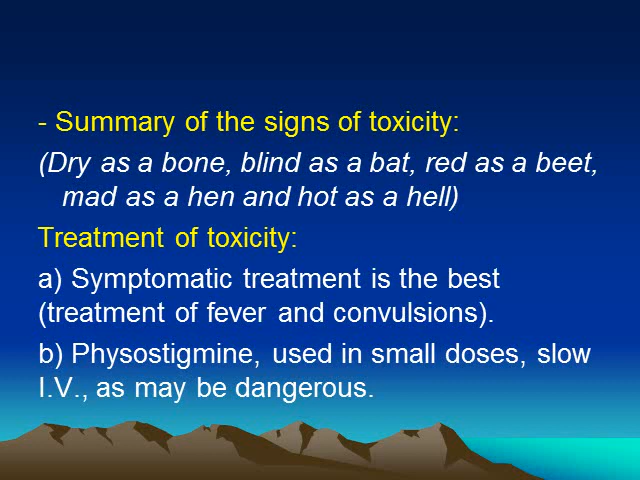 - Summary of the signs of toxicity:
(Dry as a bone, blind as a bat, red as a beet,
mad as a hen and hot as a hell)
Treatment of toxicity:
a) Symptomatic treatment is the best
(treatment of fever and convulsions).
b) Physostigmine, used in small doses, slow
I.V., as may be dangerous.